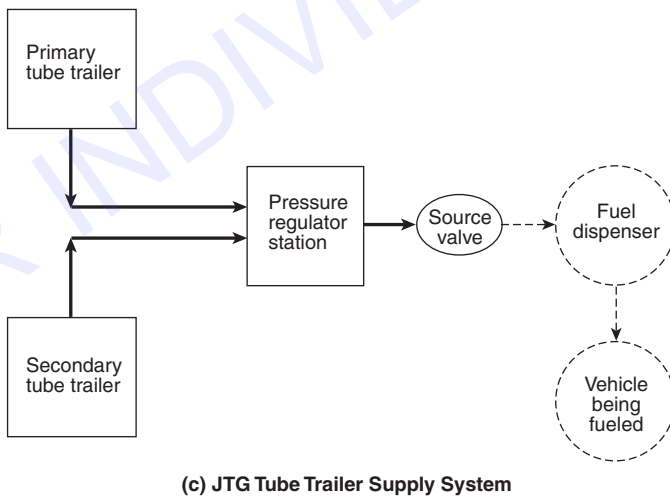 Primary
tube trailer
Pressure
regulator
station
Source
valve
Fuel
dispenser
Secondary
tube trailer
Vehicle
being
fueled
(c) JTG Tube Trailer Supply System
R INDIVI